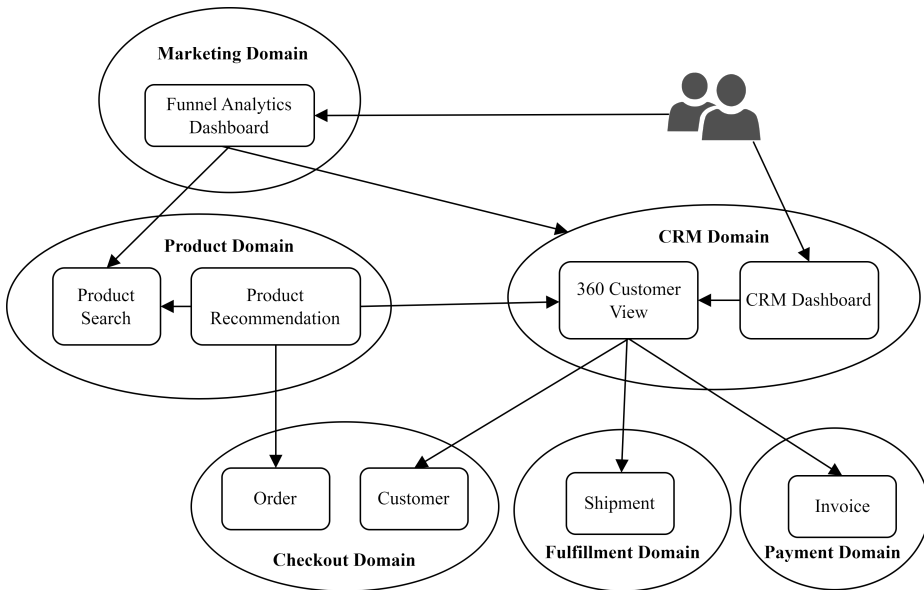 Marketing Domain
Funnel Analytics
Dashboard
Product Domain
Product
Search
Product
Recommendation
CRM Domain
360 Customer
View
CRM Dashboard
Order
Customer
Checkout Domain
Shipment
Fulfillment Domain
Invoice
Payment Domain